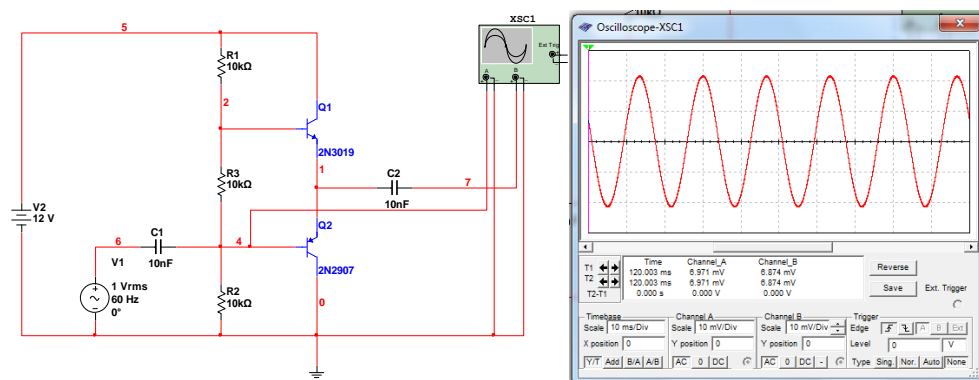 5
R1
10kΩ
2
Q1
2N3019
1
R3
10kΩ
C2
10nF
7
V2
12 V
6
C1
10nF
4
Q2
2N2907
V1
1 Vrms
60 Hz
0°
R2
10kΩ
0
XSC1
Ext Trig
A
B
Oscilloscope-XSC1
T1
T2
T2-T1
Time Channel_A Channel_B
120.003 ms 6.971 mV 6.874 mV
120.003 ms 6.971 mV 6.874 mV
0.000 s 0.000 V 0.000 V
Reverse
Save
Ext. Trigger
Timebase
Scale 10 ms/Div
X position 0
Y/T Add B/A A/B
Channel A
Scale 10 mV/Div
Y position 0
AC 0 DC
Channel B
Scale 10 mV/Div
Y position 0
AC 0 DC -
Trigger
Edge A B Ext
Level 0 V
Type Sing. Nor. Auto None